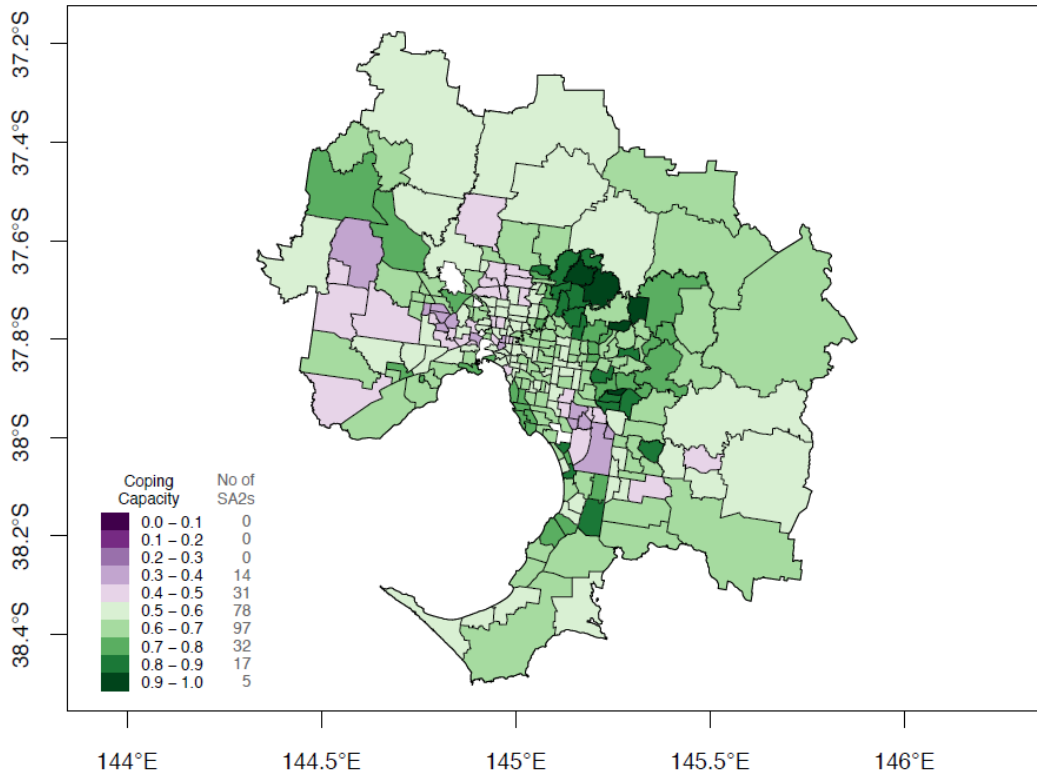 37.2°S
37.4°S
37.6°S
37.8°S
38°S
38.2°S
38.4°S
Coping Capacity No of SA2s
0.0 – 0.1 0
0.1 – 0.2 0
0.2 – 0.3 0
0.3 – 0.4 14
0.4 – 0.5 31
0.5 – 0.6 78
0.6 – 0.7 97
0.7 – 0.8 32
0.8 – 0.9 17
0.9 – 1.0 5
144°E 144.5°E 145°E 145.5°E 146°E